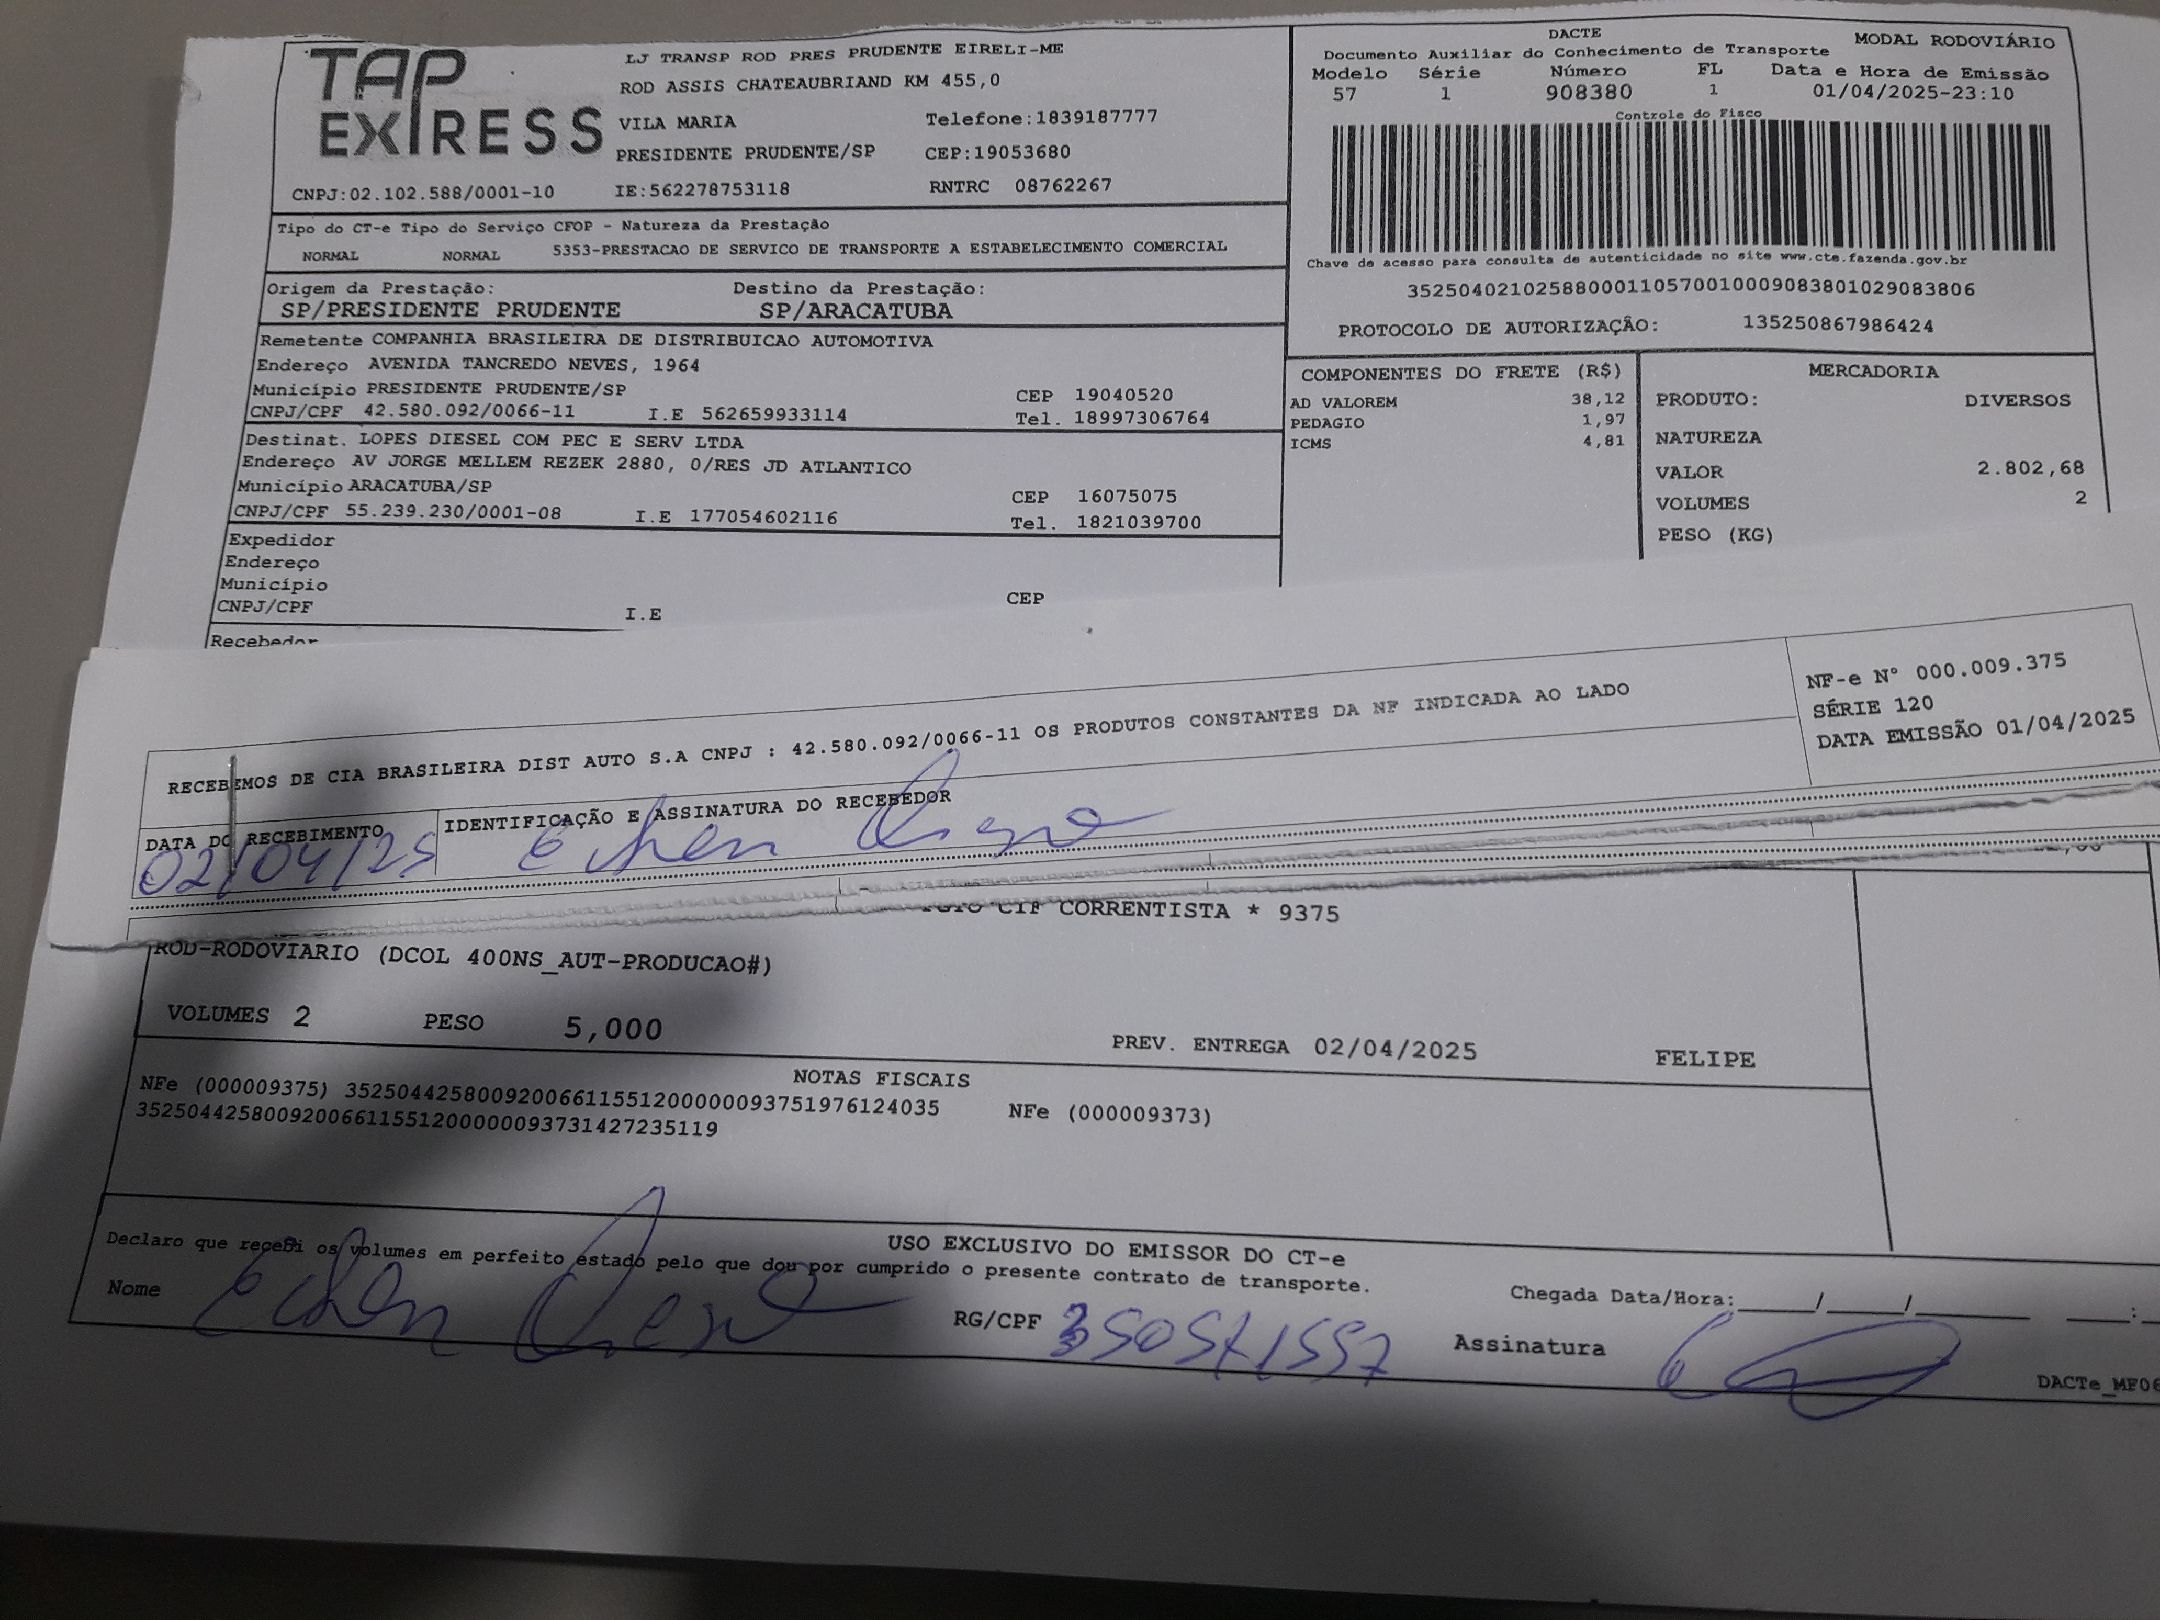 TAP EXPRESS
LJ TRANSP ROD PRES PRUDENTE EIRELI-ME
ROD ASSIS CHATEAUBRIAND KM 455,0
VILA MARIA Telefone:1839187777
PRESIDENTE PRUDENTE/SP CEP:19053680
CNPJ:02.102.588/0001-10 IE:562278753118 RNTRC 08762267
DACTE
Documento Auxiliar do Conhecimento de Transporte MODAL RODOVIÁRIO
Modelo Série Número FL Data e Hora de Emissão
57 1 908380 1 01/04/2025-23:10
Controle do Fisco
Chave de acesso para consulta de autenticidade no site www.cte.fazenda.gov.br
35250402102588000110570010009083801029083806
PROTOCOLO DE AUTORIZAÇÃO: 135250867986424
Tipo do CT-e Tipo do Serviço CFOP - Natureza da Prestação
NORMAL NORMAL 5353-PRESTACAO DE SERVICO DE TRANSPORTE A ESTABELECIMENTO COMERCIAL
Origem da Prestação: Destino da Prestação:
SP/PRESIDENTE PRUDENTE SP/ARACATUBA
Remetente COMPANHIA BRASILEIRA DE DISTRIBUICAO AUTOMOTIVA
Endereço AVENIDA TANCREDO NEVES, 1964
Município PRESIDENTE PRUDENTE/SP CEP 19040520
CNPJ/CPF 42.580.092/0066-11 I.E 562659933114 Tel. 18997306764
Destinat. LOPES DIESEL COM PEC E SERV LTDA
Endereço AV JORGE MELLEM REZEK 2880, 0/RES JD ATLANTICO
Município ARACATUBA/SP CEP 16075075
CNPJ/CPF 55.239.230/0001-08 I.E 177054602116 Tel. 1821039700
Expedidor
Endereço
Município
CNPJ/CPF I.E CEP
Recebedor
COMPONENTES DO FRETE (R$)
AD VALOREM 38,12
PEDAGIO 1,97
ICMS 4,81
MERCADORIA
PRODUTO: DIVERSOS
NATUREZA
VALOR 2.802,68
VOLUMES 2
PESO (KG)
RECEBEMOS DE CIA BRASILEIRA DIST AUTO S.A CNPJ : 42.580.092/0066-11 OS PRODUTOS CONSTANTES DA NF INDICADA AO LADO
NF-e N° 000.009.375
SÉRIE 120
DATA EMISSÃO 01/04/2025
DATA DO RECEBIMENTO IDENTIFICAÇÃO E ASSINATURA DO RECEBEDOR
02/04/25
CIF CORRENTISTA * 9375
ROD-RODOVIARIO (DCOL 400NS_AUT-PRODUCAO#)
VOLUMES 2 PESO 5,000
PREV. ENTREGA 02/04/2025 FELIPE
NOTAS FISCAIS
NFe (000009375) 35250442580092006611551200000093751976124035 NFe (000009373)
35250442580092006611551200000093731427235119
USO EXCLUSIVO DO EMISSOR DO CT-e
Declaro que recebi os volumes em perfeito estado pelo que dou por cumprido o presente contrato de transporte.
Nome RG/CPF Assinatura
Chegada Data/Hora:____/____/______ ___:
DACTe_MF06